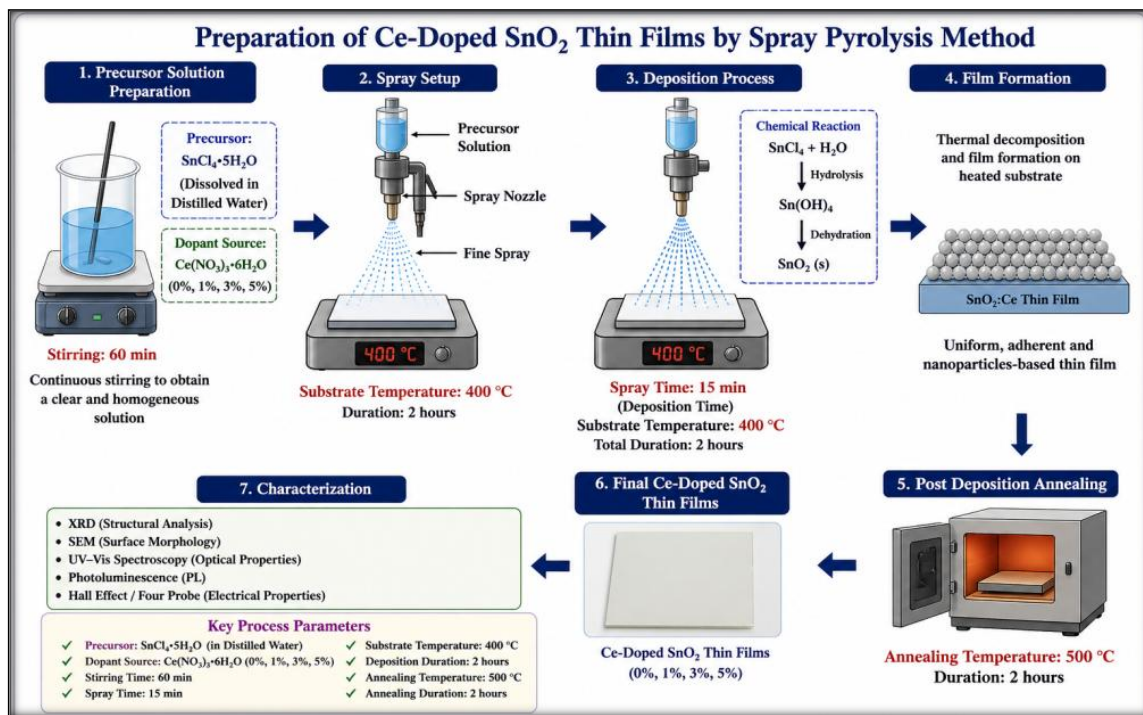 Preparation of Ce-Doped SnO₂ Thin Films by Spray Pyrolysis Method
1. Precursor Solution
Preparation
Precursor:
SnCl₄•5H₂O
(Dissolved in
Distilled Water)
Dopant Source:
Ce(NO₃)₃•6H₂O
(0%, 1%, 3%, 5%)
Stirring: 60 min
Continuous stirring to obtain
a clear and homogeneous
solution
2. Spray Setup
Precursor
Solution
Spray Nozzle
Fine Spray
400 °C
Substrate Temperature: 400 °C
Duration: 2 hours
3. Deposition Process
Chemical Reaction
SnCl₄ + H₂O
Hydrolysis
Sn(OH)₄
Dehydration
SnO₂ (s)
400 °C
Spray Time: 15 min
(Deposition Time)
Substrate Temperature: 400 °C
Total Duration: 2 hours
4. Film Formation
Thermal decomposition
and film formation on
heated substrate
SnO₂:Ce Thin Film
Uniform, adherent and
nanoparticles-based thin film
5. Post Deposition Annealing
Annealing Temperature: 500 °C
Duration: 2 hours
6. Final Ce-Doped SnO₂
Thin Films
Ce-Doped SnO₂ Thin Films
(0%, 1%, 3%, 5%)
7. Characterization
• XRD (Structural Analysis)
• SEM (Surface Morphology)
• UV–Vis Spectroscopy (Optical Properties)
• Photoluminescence (PL)
• Hall Effect / Four Probe (Electrical Properties)
Key Process Parameters
✓ Precursor: SnCl₄•5H₂O (in Distilled Water)
✓ Dopant Source: Ce(NO₃)₃•6H₂O (0%, 1%, 3%, 5%)
✓ Stirring Time: 60 min
✓ Spray Time: 15 min
✓ Substrate Temperature: 400 °C
✓ Deposition Duration: 2 hours
✓ Annealing Temperature: 500 °C
✓ Annealing Duration: 2 hours